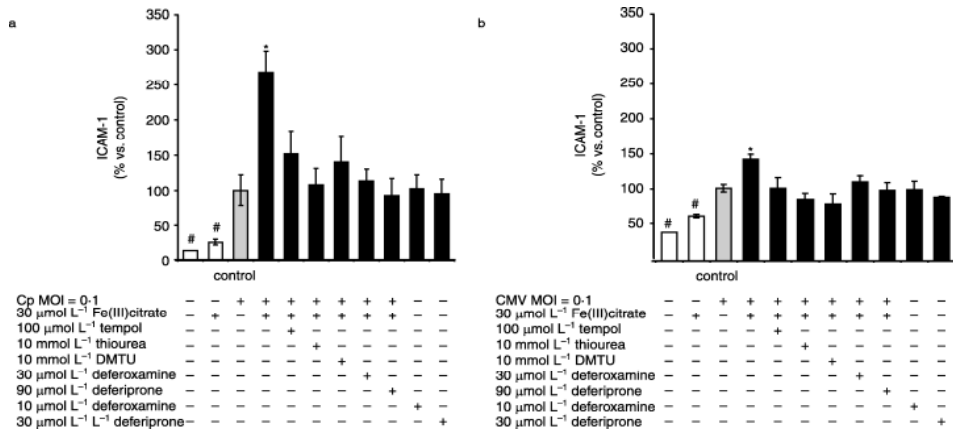 a
ICAM-1
(% vs. control)
350
300
250
200
150
100
50
0
*
#
#
control
Cp MOI = 0·1 – – + + + + + + + – –
30 μmol L⁻¹ Fe(III)citrate – + – + + + + + + – –
100 μmol L⁻¹ tempol – – – – + – – – – – –
10 mmol L⁻¹ thiourea – – – – – + – – – – –
10 mmol L⁻¹ DMTU – – – – – – + – – – –
30 μmol L⁻¹ deferoxamine – – – – – – – + – – –
90 μmol L⁻¹ deferiprone – – – – – – – – + – –
10 μmol L⁻¹ deferoxamine – – – – – – – – – + –
30 μmol L⁻¹ L⁻¹ deferiprone – – – – – – – – – – +
b
ICAM-1
(% vs. control)
350
300
250
200
150
100
50
*
#
#
control
CMV MOI = 0·1 – – + + + + + + + – –
30 μmol L⁻¹ Fe(III)citrate – + – + + + + + + – –
100 μmol L⁻¹ tempol – – – – + – – – – – –
10 mmol L⁻¹ thiourea – – – – – + – – – – –
10 mmol L⁻¹ DMTU – – – – – – + – – – –
30 μmol L⁻¹ deferoxamine – – – – – – – + – – –
90 μmol L⁻¹ deferiprone – – – – – – – – + – –
10 μmol L⁻¹ deferoxamine – – – – – – – – – + –
30 μmol L⁻¹ deferiprone – – – – – – – – – – +